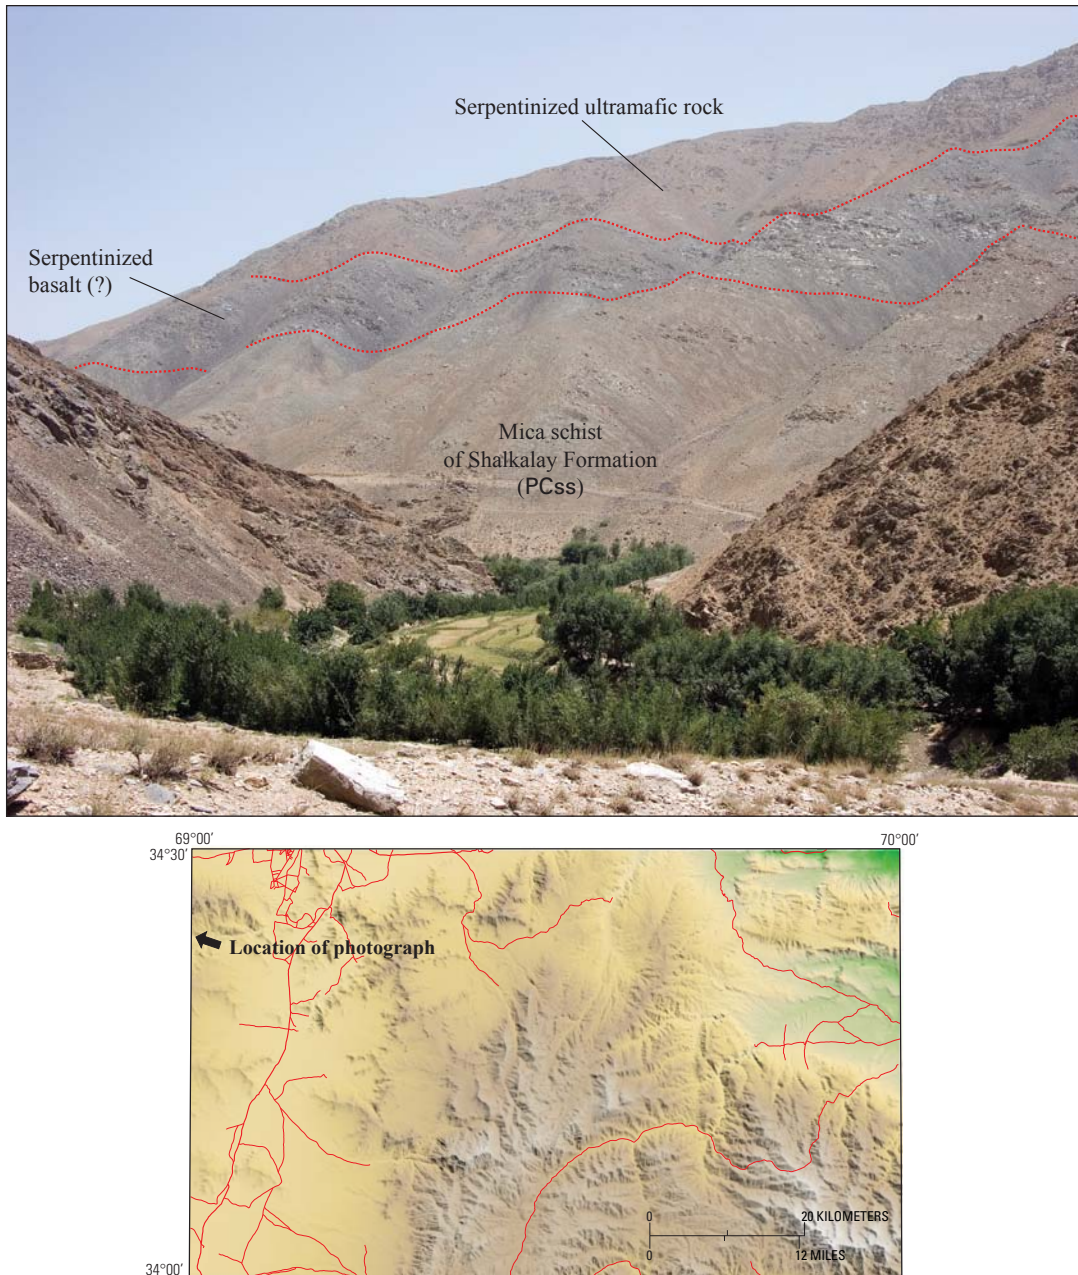 Serpentinized ultramafic rock
Serpentinized
basalt (?)
Mica schist
of Shalkalay Formation
(PCss)
69°00′
70°00′
34°30′
Location of photograph
0
20 KILOMETERS
0
12 MILES
34°00′